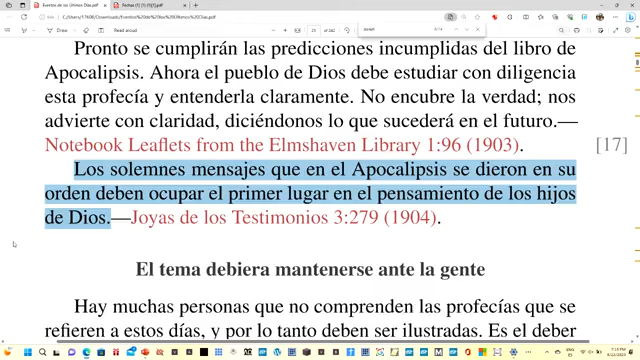 Eventos de los Últimos Días.pdf
Fechas (1) (1)(1).pdf
Draw
Read aloud
Pronto se cumplirán las predicciones incumplidas del libro de
Apocalipsis. Ahora el pueblo de Dios debe estudiar con diligencia
esta profecía y entenderla claramente. No encubre la verdad; nos
advierte con claridad, diciéndonos lo que sucederá en el futuro.—
Notebook Leaflets from the Elmshaven Library 1:96 (1903). [17]
Los solemnes mensajes que en el Apocalipsis se dieron en su
orden deben ocupar el primer lugar en el pensamiento de los hijos
de Dios.—Joyas de los Testimonios 3:279 (1904).
El tema debiera mantenerse ante la gente
Hay muchas personas que no comprenden las profecías que se
refieren a estos días, y por lo tanto deben ser ilustradas. Es el deber